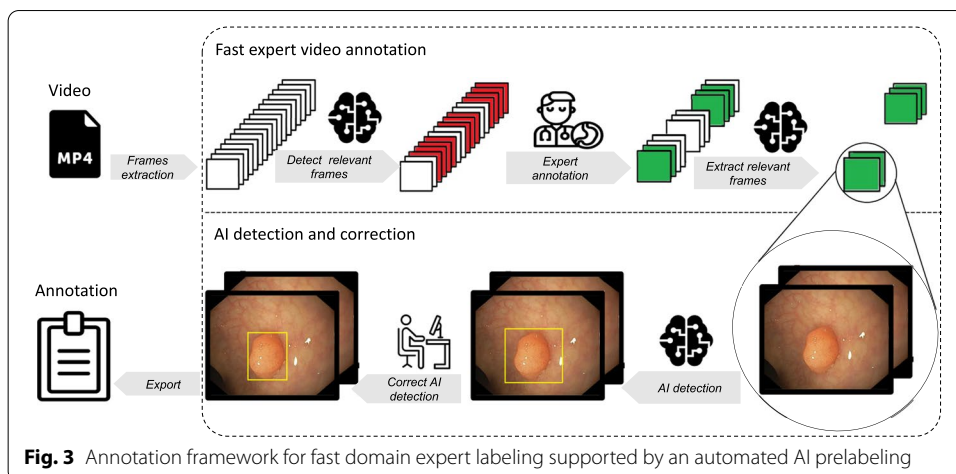 Fast expert video annotation
Video
MP4
Frames
extraction
Detect relevant
frames
Expert
annotation
Extract relevant
frames
AI detection and correction
Annotation
Export
Correct AI
detection
AI detection
Fig. 3 Annotation framework for fast domain expert labeling supported by an automated AI prelabeling